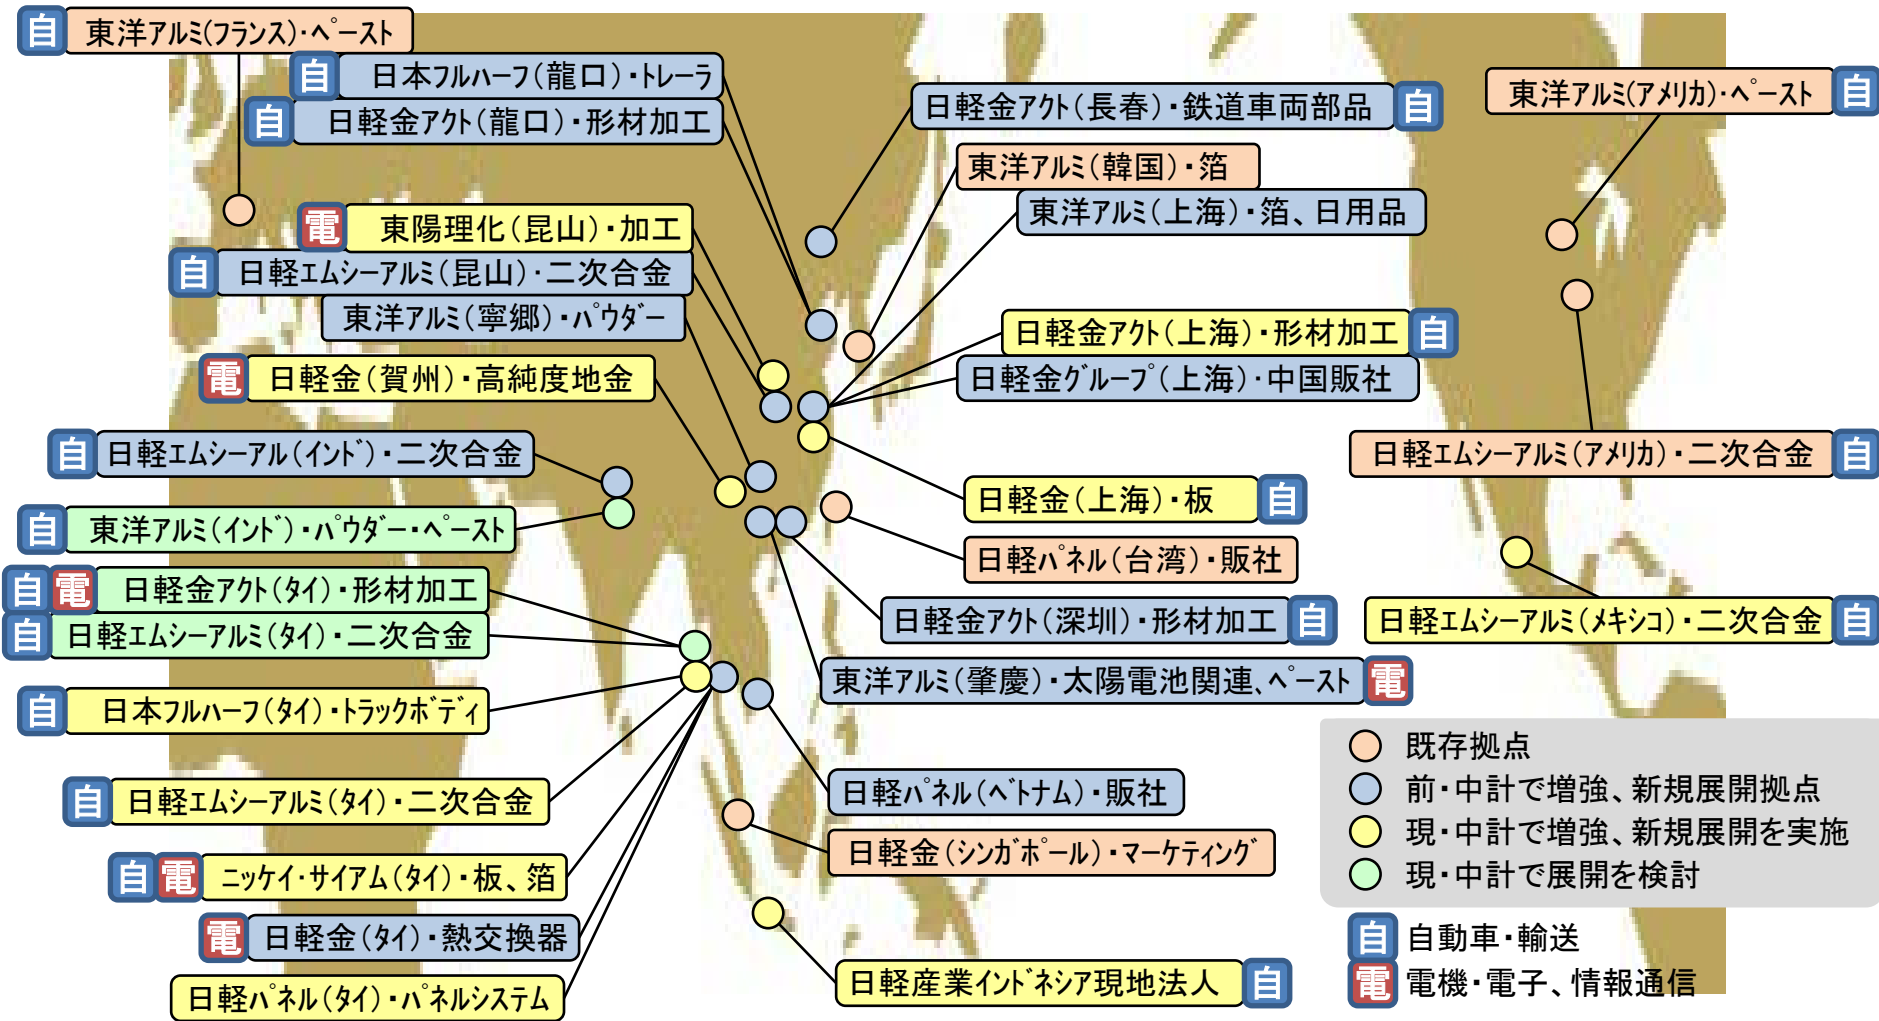 自 東洋アルミ(フランス)・ペースト
自 日本フルハーフ(龍口)・トレーラ
自 日軽金アクト(龍口)・形材加工
日軽金アクト(長春)・鉄道車両部品 自
東洋アルミ(アメリカ)・ペースト 自
東洋アルミ(韓国)・箔
東洋アルミ(上海)・箔、日用品
電 東陽理化(昆山)・加工
自 日軽エムシーアルミ(昆山)・二次合金
東洋アルミ(寧郷)・パウダー
日軽金アクト(上海)・形材加工 自
日軽金グループ(上海)・中国販社
電 日軽金(賀州)・高純度地金
自 日軽エムシーアル(インド)・二次合金
日軽エムシーアルミ(アメリカ)・二次合金 自
日軽金(上海)・板 自
自 東洋アルミ(インド)・パウダー・ペースト
日軽パネル(台湾)・販社
自 電 日軽金アクト(タイ)・形材加工
自 日軽エムシーアルミ(タイ)・二次合金
日軽金アクト(深圳)・形材加工 自
日軽エムシーアルミ(メキシコ)・二次合金 自
東洋アルミ(肇慶)・太陽電池関連、ペースト 電
自 日本フルハーフ(タイ)・トラックボディ
自 日軽エムシーアルミ(タイ)・二次合金
日軽パネル(ベトナム)・販社
日軽金(シンガポール)・マーケティング
自 電 ニッケイ・サイアム(タイ)・板、箔
電 日軽金(タイ)・熱交換器
日軽パネル(タイ)・パネルシステム
日軽産業インドネシア現地法人 自
既存拠点
前・中計で増強、新規展開拠点
現・中計で増強、新規展開を実施
現・中計で展開を検討
自 自動車・輸送
電 電機・電子、情報通信